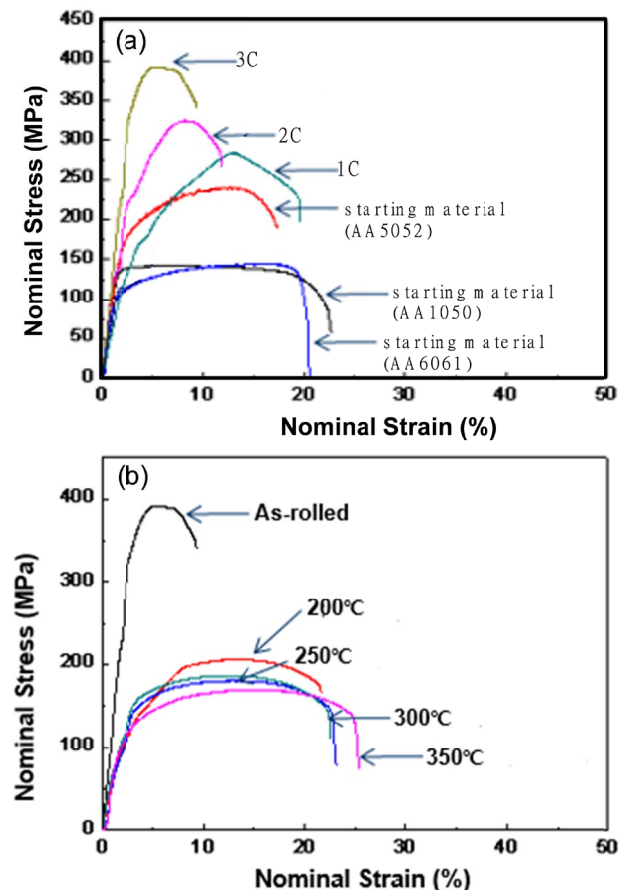 (a)
450
400
350
300
250
200
150
100
50
0
Nominal Stress (MPa)
3C
2C
1C
starting material
(AA5052)
starting material
(AA1050)
starting material
(AA6061)
0 10 20 30 40 50
Nominal Strain (%)
(b)
400
300
200
100
0
Nominal Stress (MPa)
As-rolled
200℃
250℃
300℃
350℃
0 10 20 30 40 50
Nominal Strain (%)